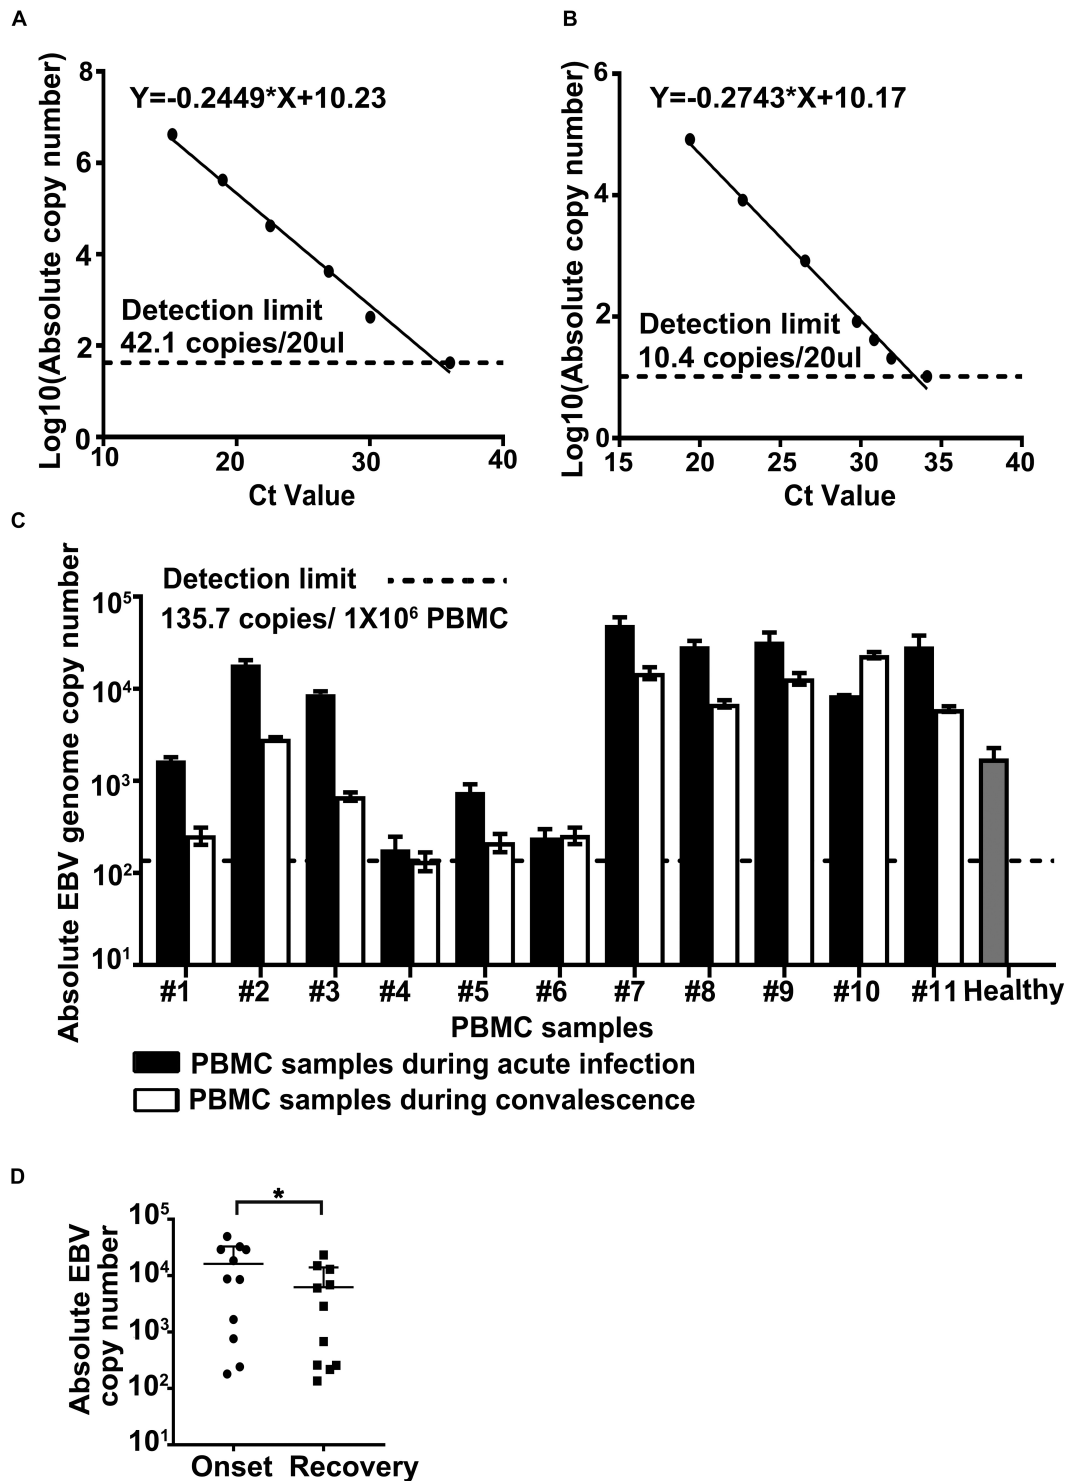 A
B
8
6
4
2
0
Log10(Absolute copy number)
Y=-0.2449*X+10.23
Detection limit
42.1 copies/20ul
10
20
30
40
Ct Value
6
4
2
0
Log10(Absolute copy number)
Y=-0.2743*X+10.17
Detection limit
10.4 copies/20ul
15
20
25
30
35
40
Ct Value
C
Absolute EBV genome copy number
Detection limit
135.7 copies/ 1X10⁶ PBMC
10⁵
10⁴
10³
10²
10¹
#1 #2 #3 #4 #5 #6 #7 #8 #9 #10 #11 Healthy
PBMC samples
PBMC samples during acute infection
PBMC samples during convalescence
D
Absolute EBV
copy number
*
10⁵
10⁴
10³
10²
10¹
Onset Recovery